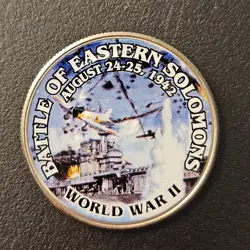 BATTLE OF EASTERN SOLOMONS
AUGUST 24-25, 1942
WORLD WAR II